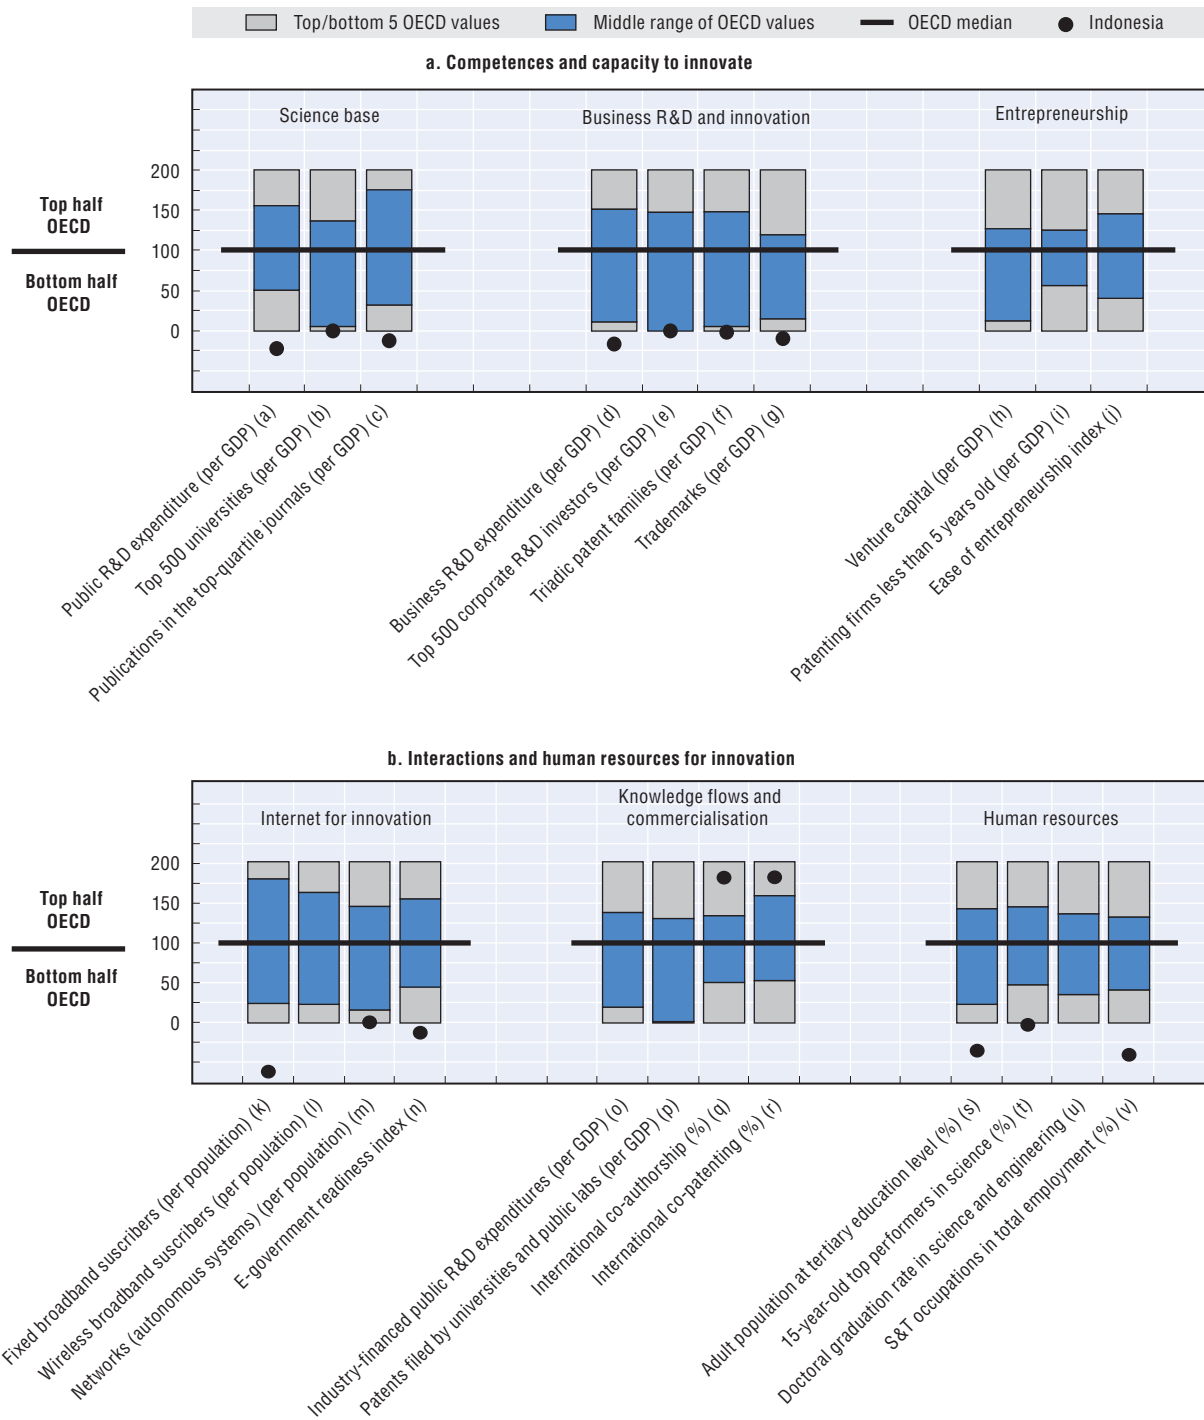 Top/bottom 5 OECD values Middle range of OECD values OECD median Indonesia
a. Competences and capacity to innovate
Science base Business R&D and innovation Entrepreneurship
200
150
100
50
0
Top half
OECD
Bottom half
OECD
Public R&D expenditure (per GDP) (a)
Top 500 universities (per GDP) (b)
Publications in the top-quartile journals (per GDP) (c)
Business R&D expenditure (per GDP) (d)
Top 500 corporate R&D investors (per GDP) (e)
Triadic patent families (per GDP) (f)
Trademarks (per GDP) (g)
Venture capital (per GDP) (h)
Patenting firms less than 5 years old (per GDP) (i)
Ease of entrepreneurship index (j)
b. Interactions and human resources for innovation
Internet for innovation
Knowledge flows and
commercialisation
Human resources
200
150
100
50
0
Top half
OECD
Bottom half
OECD
Fixed broadband suscribers (per population) (k)
Wireless broadband suscribers (per population) (l)
Networks (autonomous systems) (per population) (m)
E-government readiness index (n)
Industry-financed public R&D expenditures (per GDP) (o)
Patents filed by universities and public labs (per GDP) (p)
International co-authorship (%) (q)
International co-patenting (%) (r)
Adult population at tertiary education level (%) (s)
15-year-old top performers in science (%) (t)
Doctoral graduation rate in science and engineering (u)
S&T occupations in total employment (%) (v)